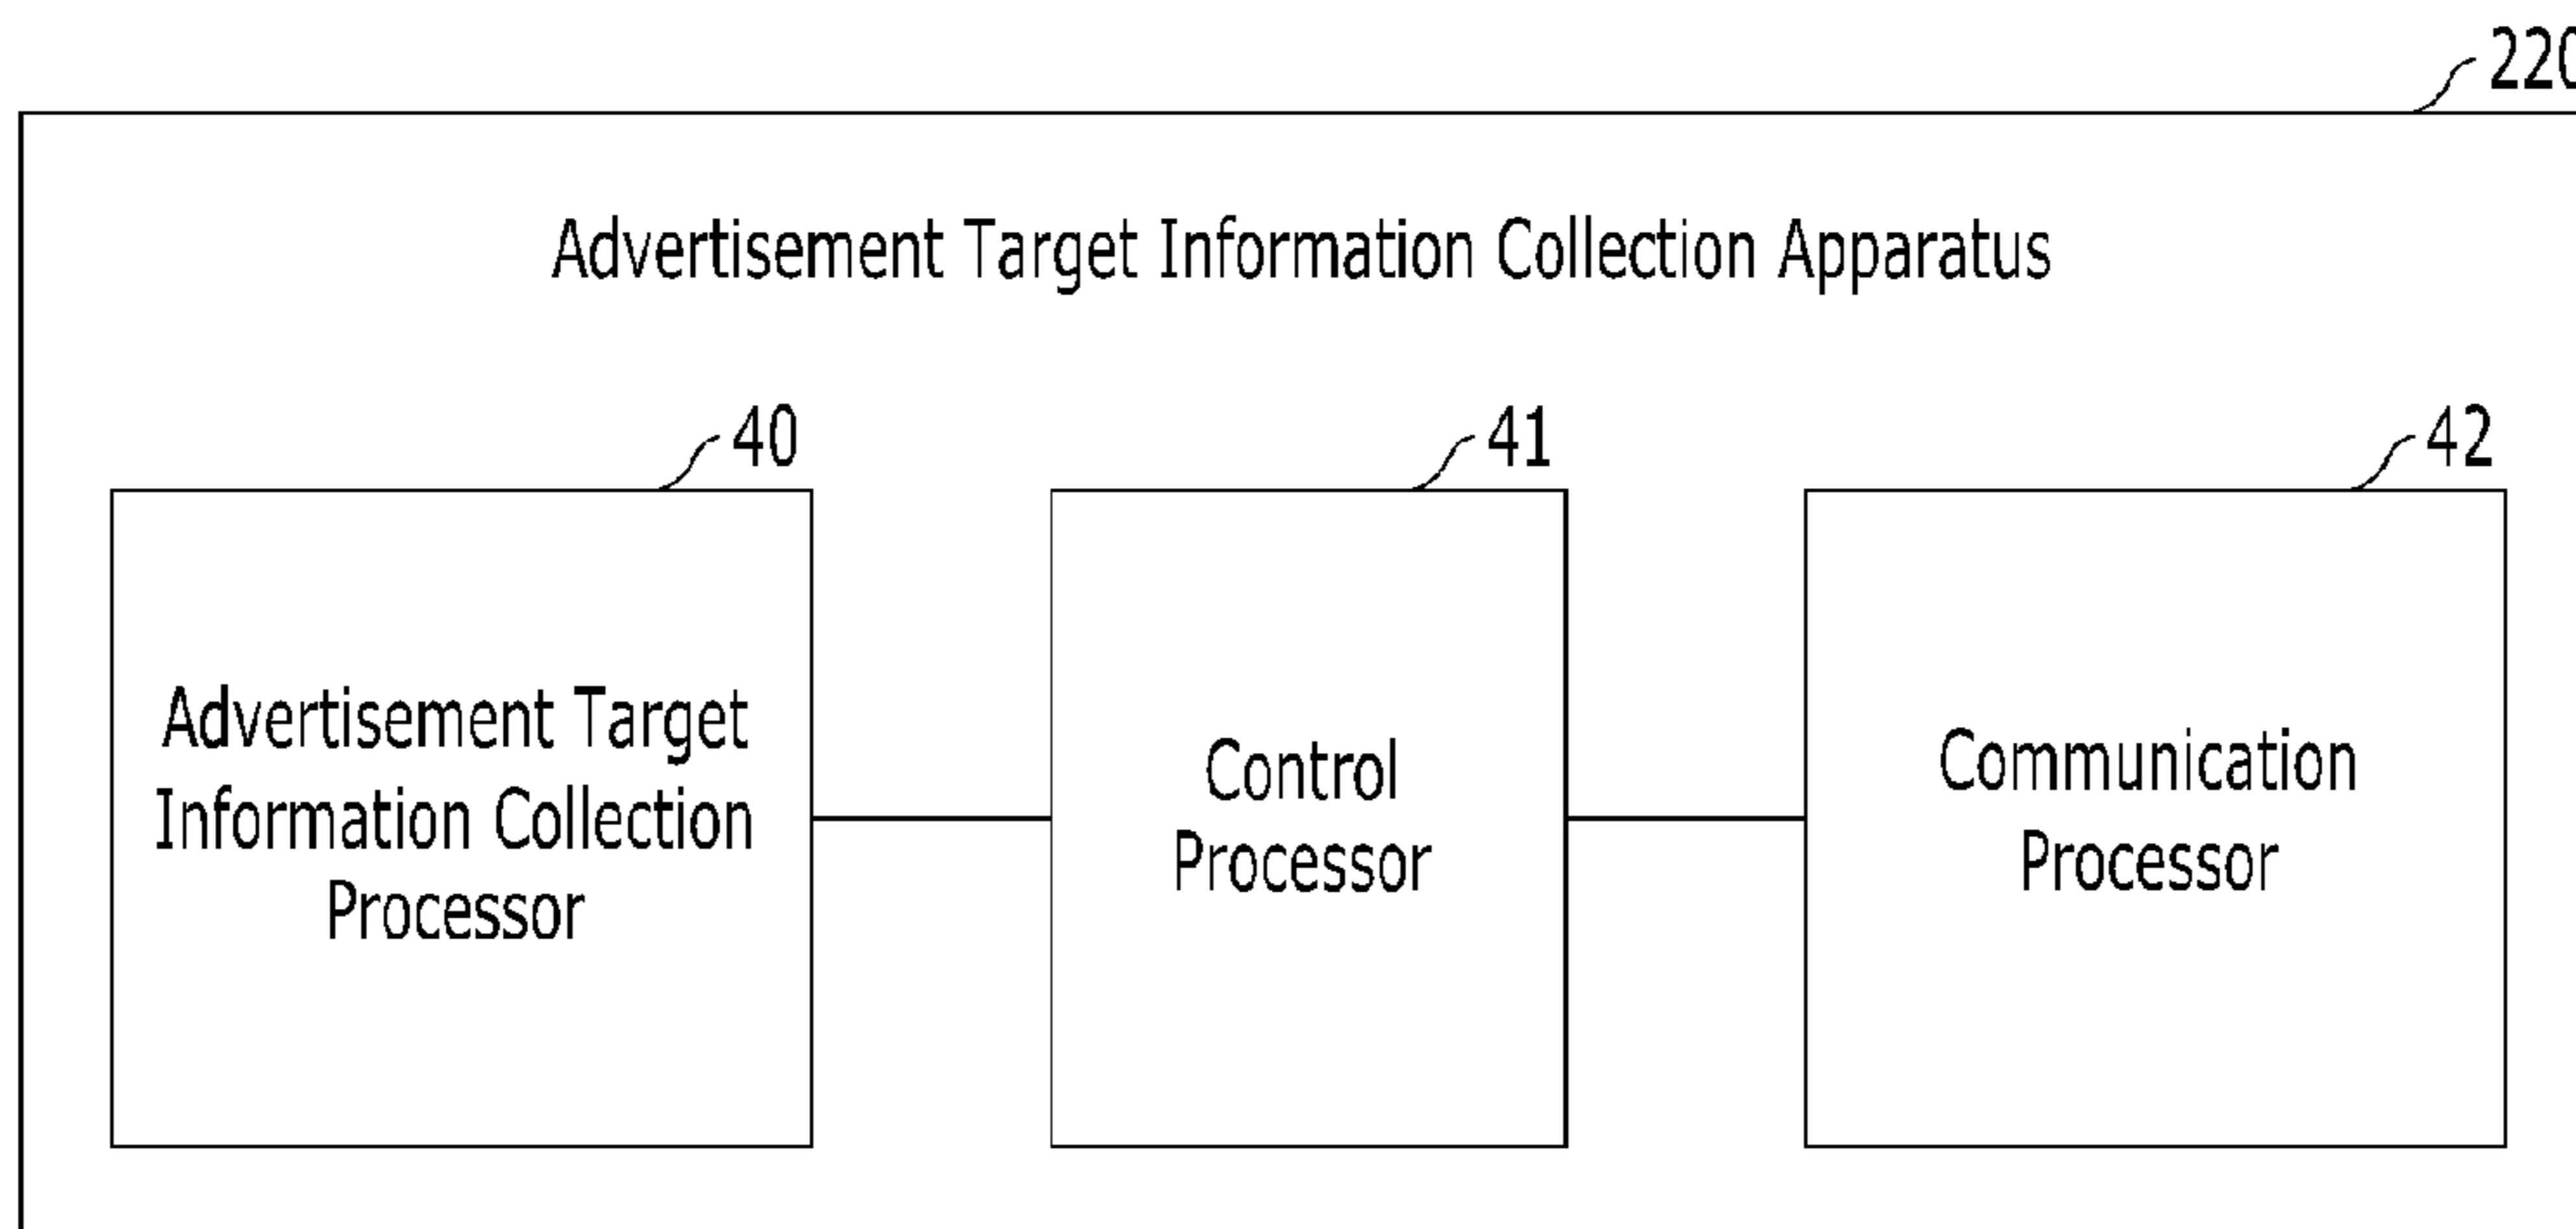 220
Advertisement Target Information Collection Apparatus
40
41
42
Advertisement Target
Information Collection
Processor
Control
Processor
Communication
Processor